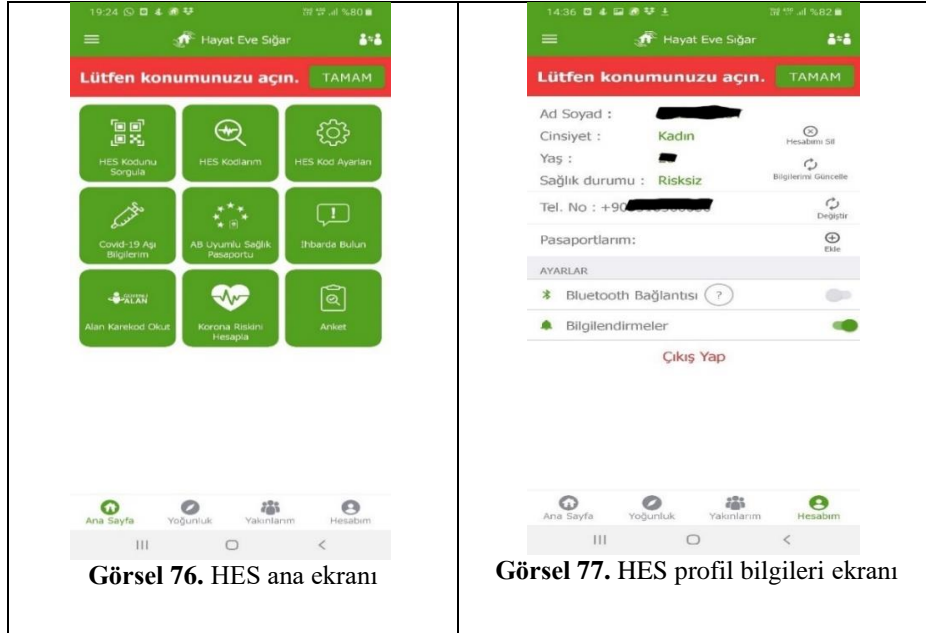 19:24 %80
Hayat Eve Sığar
Lütfen konumunuzu açın. TAMAM
HES Kodunu Sorgula
HES Kodlarım
HES Kod Ayarları
Covid-19 Aşı Bilgilerim
AB Uyumlu Sağlık Pasaportu
İhbarda Bulun
ALAN
Alan Karekod Okut
Korona Riskini Hesapla
Anket
Ana Sayfa Yoğunluk Yakınlarım Hesabım
Görsel 76. HES ana ekranı
14:36 %82
Hayat Eve Sığar
Lütfen konumunuzu açın. TAMAM
Ad Soyad :
Cinsiyet : Kadın
Hesabımı Sil
Yaş :
Sağlık durumu : Risksiz
Bilgilerimi Güncelle
Tel. No : +90
Değiştir
Pasaportlarım:
Ekle
AYARLAR
Bluetooth Bağlantısı ?
Bilgilendirmeler
Çıkış Yap
Ana Sayfa Yoğunluk Yakınlarım Hesabım
Görsel 77. HES profil bilgileri ekranı